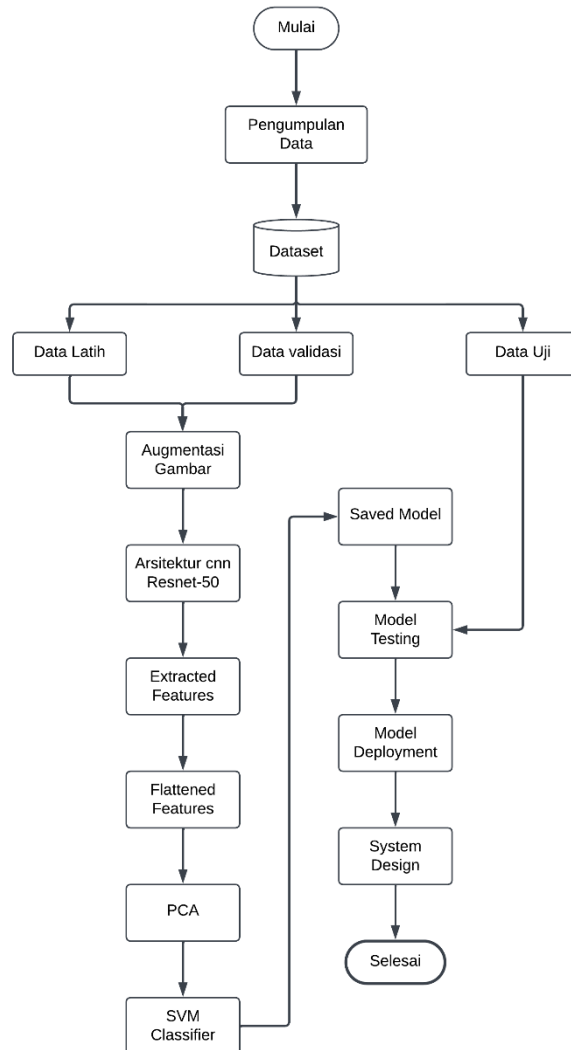 Mulai
Pengumpulan
Data
Dataset
Data Latih
Data validasi
Data Uji
Augmentasi
Gambar
Arsitektur cnn
Resnet-50
Extracted
Features
Flattened
Features
PCA
SVM
Classifier
Saved Model
Model
Testing
Model
Deployment
System
Design
Selesai